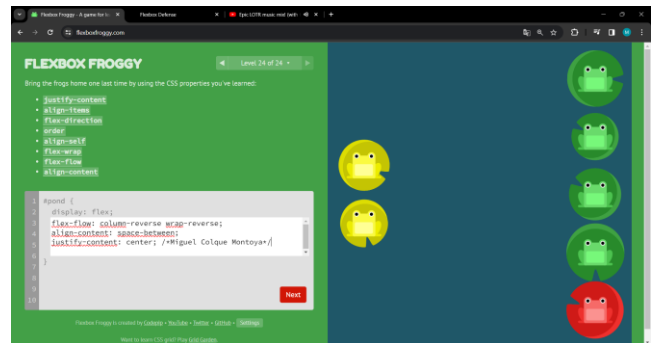 Flexbox Froggy - A game for le
Flexbox Defense
Epic LOTR music mid (with
flexboxfroggy.com
FLEXBOX FROGGY
Level 24 of 24
Bring the frogs home one last time by using the CSS properties you've learned:
justify-content
align-items
flex-direction
order
align-self
flex-wrap
flex-flow
align-content
1 #pond {
2 display: flex;
3 flex-flow: column-reverse wrap-reverse;
4 align-content: space-between;
5 justify-content: center; /*Miguel Colque Montoya*/
6
7 }
8
9
10
Next
Flexbox Froggy is created by Codepip • YouTube • Twitter • GitHub • Settings
Want to learn CSS grid? Play Grid Garden.